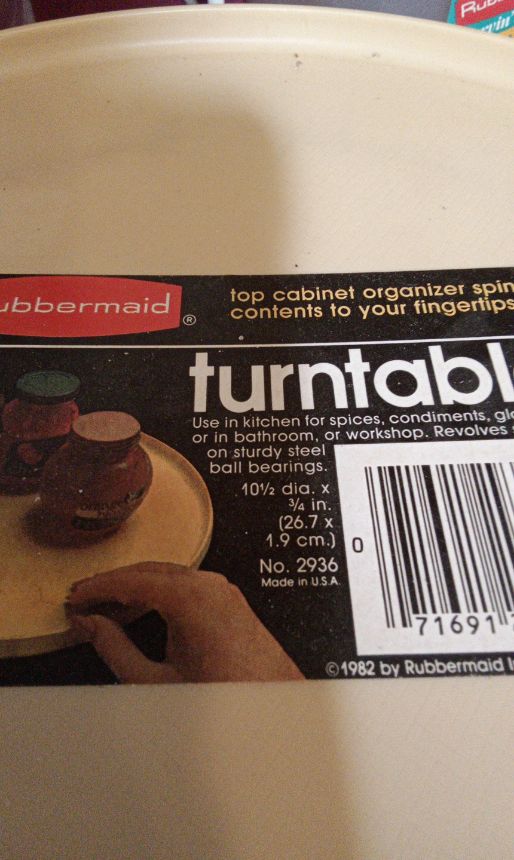 ubbermaid ®
top cabinet organizer spin
contents to your fingertips
turntabl
Use in kitchen for spices, condiments, gl
or in bathroom, or workshop. Revolves
on sturdy steel
ball bearings.
10½ dia. x
¾ in.
(26.7 x
1.9 cm.)
No. 2936
Made in U.S.A.
0
71691
©1982 by Rubbermaid I